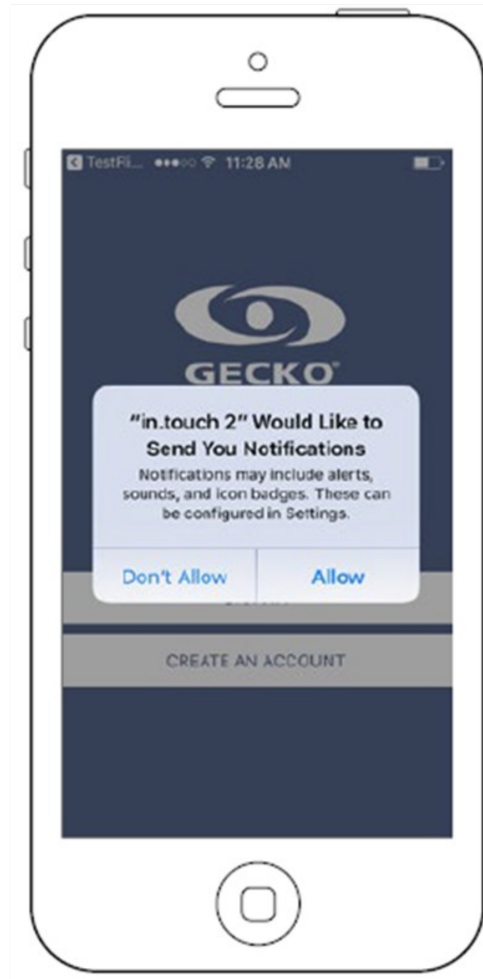 TestFli... 11:28 AM
GECKO
"in.touch 2" Would Like to
Send You Notifications
Notifications may include alerts,
sounds, and icon badges. These can
be configured in Settings.
Don't Allow Allow
CREATE AN ACCOUNT